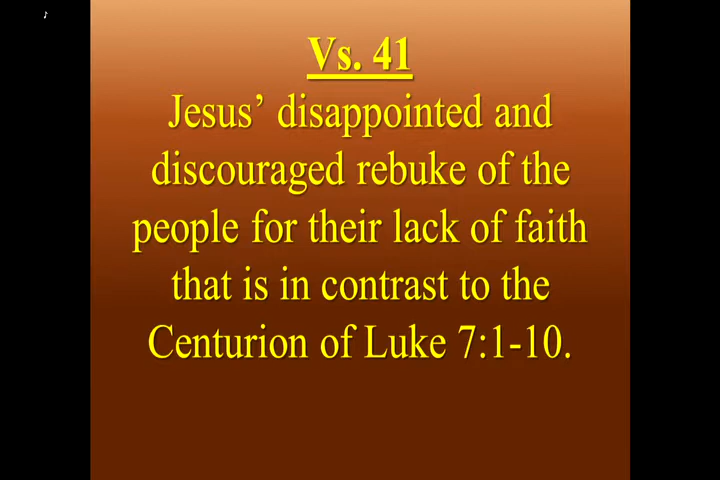 Vs. 41
Jesus’ disappointed and
discouraged rebuke of the
people for their lack of faith
that is in contrast to the
Centurion of Luke 7:1-10.